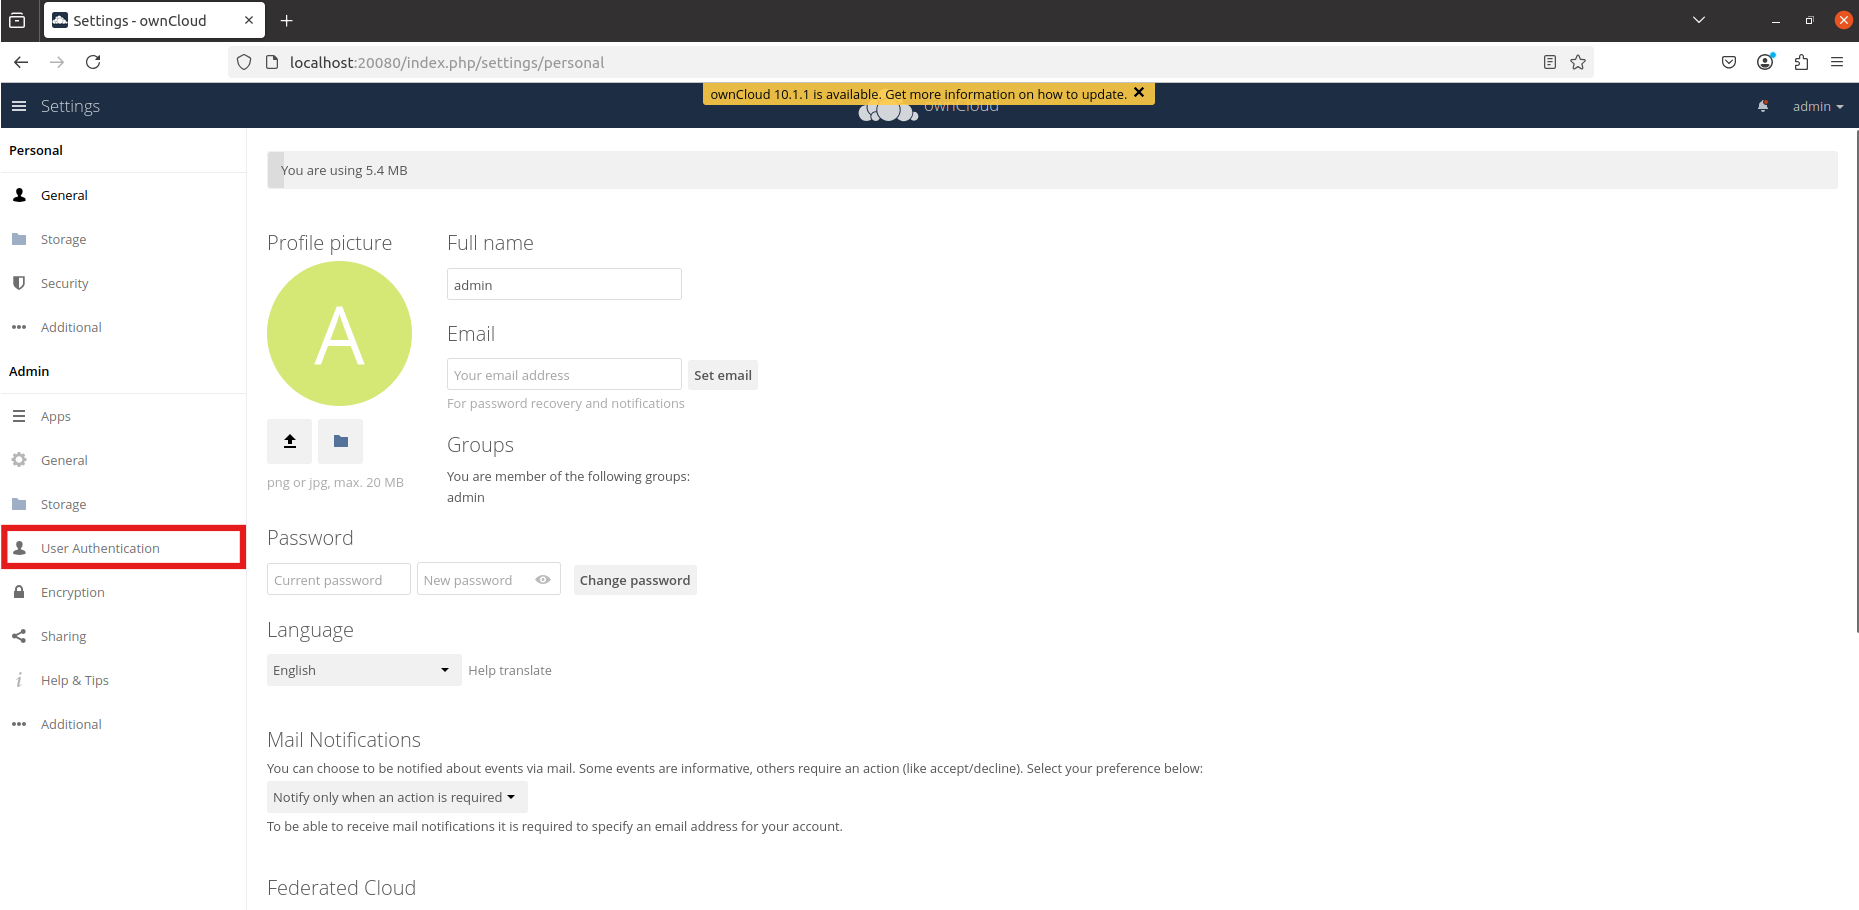 Settings - ownCloud
localhost:20080/index.php/settings/personal
ownCloud 10.1.1 is available. Get more information on how to update.
Settings
ownCloud
admin
Personal
General
Storage
Security
Additional
Admin
Apps
General
Storage
User Authentication
Encryption
Sharing
Help & Tips
Additional
You are using 5.4 MB
Profile picture
A
png or jpg, max. 20 MB
Full name
admin
Email
Your email address
Set email
For password recovery and notifications
Groups
You are member of the following groups:
admin
Password
Current password
New password
Change password
Language
English
Help translate
Mail Notifications
You can choose to be notified about events via mail. Some events are informative, others require an action (like accept/decline). Select your preference below:
Notify only when an action is required
To be able to receive mail notifications it is required to specify an email address for your account.
Federated Cloud